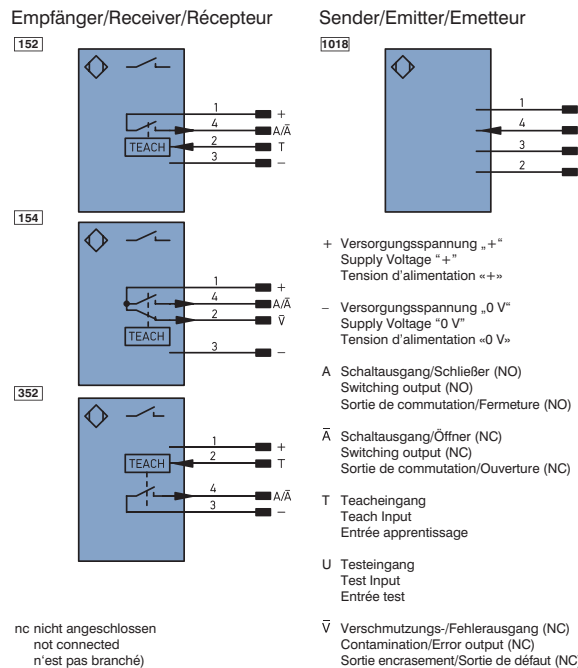 Empfänger/Receiver/Récepteur
152
1 +
4 A/A̅
TEACH 2 T
3 –
154
1 +
4 A/A̅
2 V̅
TEACH
3 –
352
1 +
TEACH 2 T
4 A/A̅
3 –
nc nicht angeschlossen
not connected
n'est pas branché)
Sender/Emitter/Emetteur
1018
1
4
3
2
+ Versorgungsspannung „+“
Supply Voltage “+”
Tension d'alimentation «+»
– Versorgungsspannung „0 V“
Supply Voltage “0 V”
Tension d'alimentation «0 V»
A Schaltausgang/Schließer (NO)
Switching output (NO)
Sortie de commutation/Fermeture (NO)
A̅ Schaltausgang/Öffner (NC)
Switching output (NC)
Sortie de commutation/Ouverture (NC)
T Teacheingang
Teach Input
Entrée apprentissage
U Testeingang
Test Input
Entrée test
V̅ Verschmutzungs-/Fehlerausgang (NC)
Contamination/Error output (NC)
Sortie encrasement/Sortie de défaut (NC